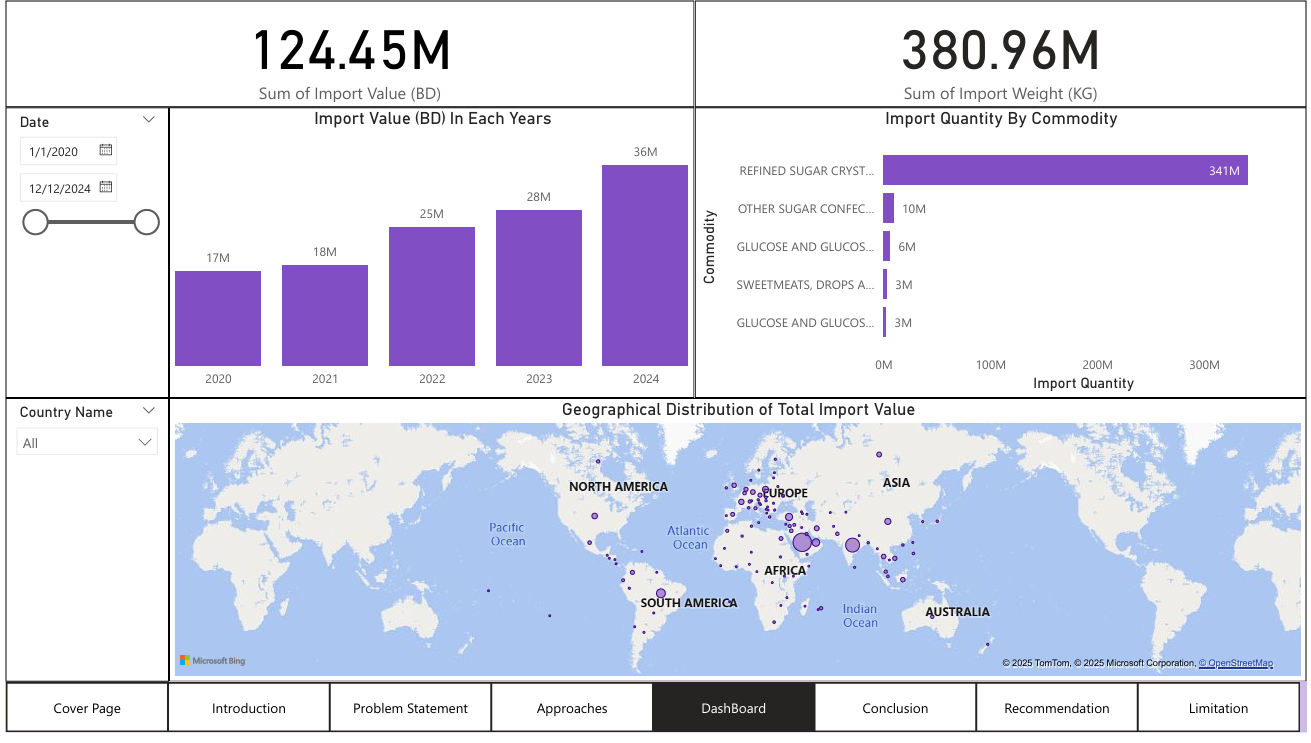 124.45M
Sum of Import Value (BD)
380.96M
Sum of Import Weight (KG)
Date
1/1/2020
12/12/2024
Import Value (BD) In Each Years
17M
18M
25M
28M
36M
2020
2021
2022
2023
2024
Import Quantity By Commodity
Commodity
REFINED SUGAR CRYST...
341M
OTHER SUGAR CONFEC...
10M
GLUCOSE AND GLUCOS...
6M
SWEETMEATS, DROPS A...
3M
GLUCOSE AND GLUCOS...
3M
0M
100M
200M
300M
Import Quantity
Country Name
All
Geographical Distribution of Total Import Value
NORTH AMERICA
EUROPE
ASIA
Pacific
Ocean
Atlantic
Ocean
AFRICA
SOUTH AMERICA
Indian
Ocean
AUSTRALIA
Microsoft Bing
© 2025 TomTom, © 2025 Microsoft Corporation, © OpenStreetMap
Cover Page
Introduction
Problem Statement
Approaches
DashBoard
Conclusion
Recommendation
Limitation